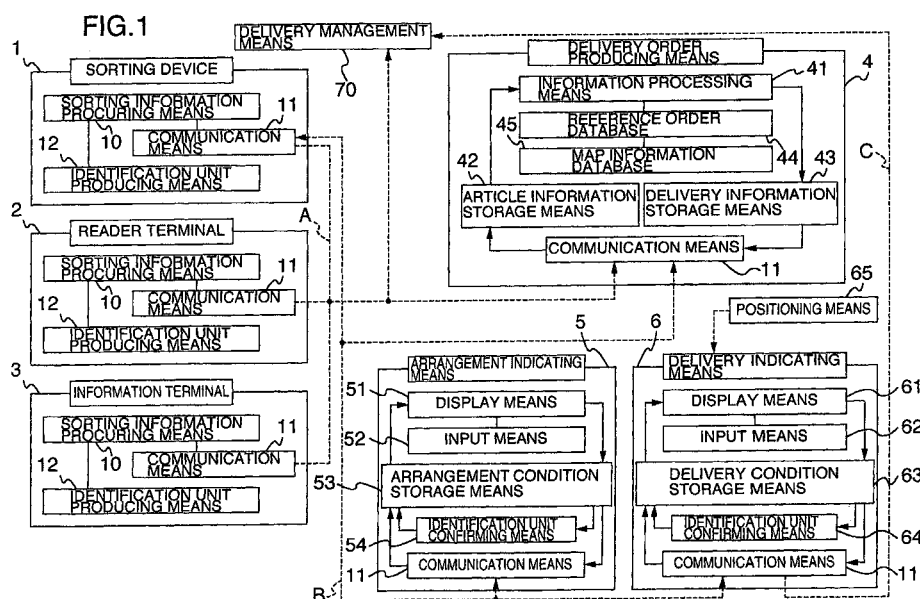 FIG.1
DELIVERY MANAGEMENT
MEANS
70
1
SORTING DEVICE
SORTING INFORMATION
PROCURING MEANS
11
10
COMMUNICATION
MEANS
12
IDENTIFICATION UNIT
PRODUCING MEANS
2
READER TERMINAL
SORTING INFORMATION
PROCURING MEANS
11
10
COMMUNICATION
MEANS
12
IDENTIFICATION UNIT
PRODUCING MEANS
3
INFORMATION TERMINAL
SORTING INFORMATION
PROCURING MEANS
11
10
COMMUNICATION
MEANS
12
IDENTIFICATION UNIT
PRODUCING MEANS
A
B
C
DELIVERY ORDER
PRODUCING MEANS
4
INFORMATION PROCESSING
MEANS
41
REFERENCE ORDER
DATABASE
45
44
MAP INFORMATION
DATABASE
42
43
ARTICLE INFORMATION
STORAGE MEANS
DELIVERY INFORMATION
STORAGE MEANS
COMMUNICATION MEANS
11
65
POSITIONING MEANS
5
ARRANGEMENT INDICATING
MEANS
51
DISPLAY MEANS
52
INPUT MEANS
53
ARRANGEMENT CONDITION
STORAGE MEANS
IDENTIFICATION UNIT
CONFIRMING MEANS
54
11
COMMUNICATION MEANS
6
DELIVERY INDICATING
MEANS
61
DISPLAY MEANS
62
INPUT MEANS
63
DELIVERY CONDITION
STORAGE MEANS
IDENTIFICATION UNIT
CONFIRMING MEANS
64
COMMUNICATION MEANS
11